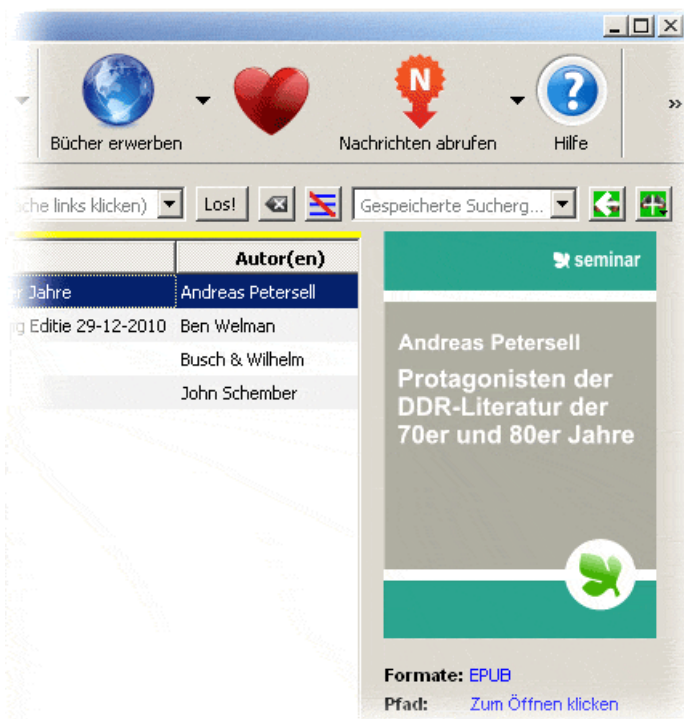 Bücher erwerben
N
Nachrichten abrufen
?
Hilfe
»
links klicken)
Los!
Gespeicherte Sucherg...
Autor(en)
Jahre
Andreas Petersell
Editie 29-12-2010
Ben Welman
Busch & Wilhelm
John Schember
seminar
Andreas Petersell
Protagonisten der
DDR-Literatur der
70er und 80er Jahre
Formate: EPUB
Pfad: Zum Öffnen klicken